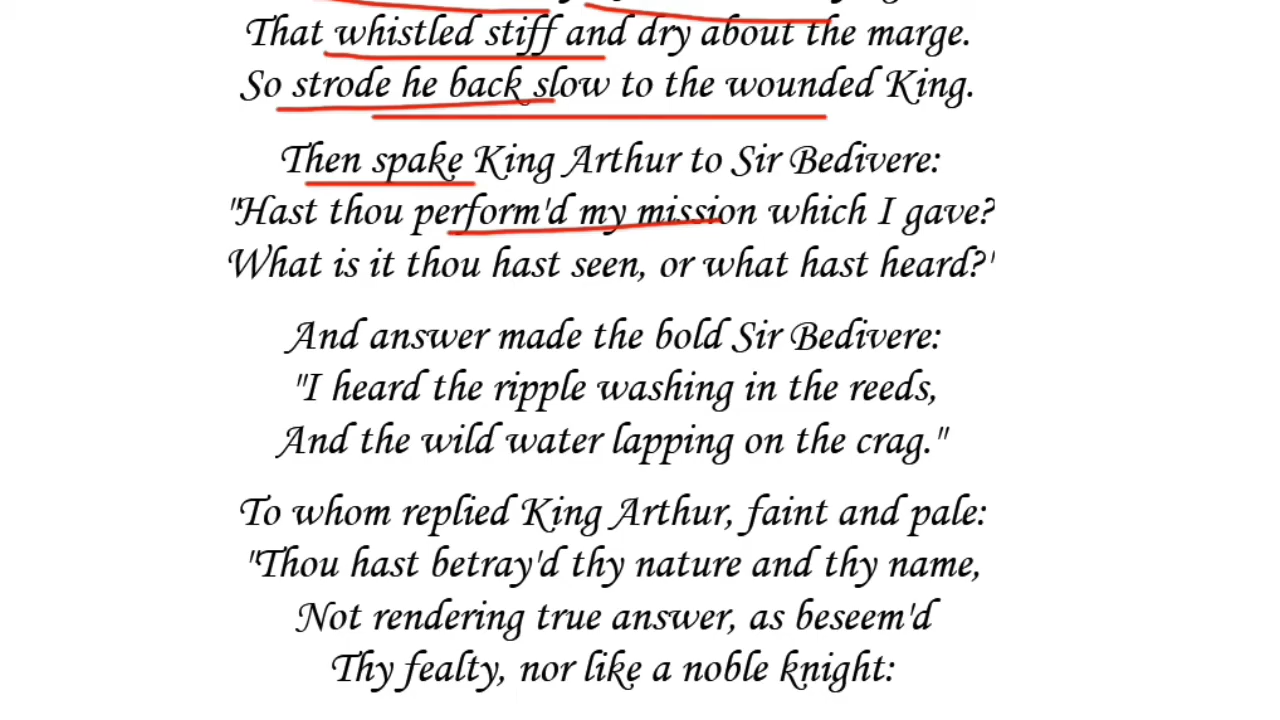 That whistled stiff and dry about the marge.
So strode he back slow to the wounded King.
Then spake King Arthur to Sir Bedivere:
"Hast thou perform'd my mission which I gave?
What is it thou hast seen, or what hast heard?"
And answer made the bold Sir Bedivere:
"I heard the ripple washing in the reeds,
And the wild water lapping on the crag."
To whom replied King Arthur, faint and pale:
"Thou hast betray'd thy nature and thy name,
Not rendering true answer, as beseem'd
Thy fealty, nor like a noble knight: